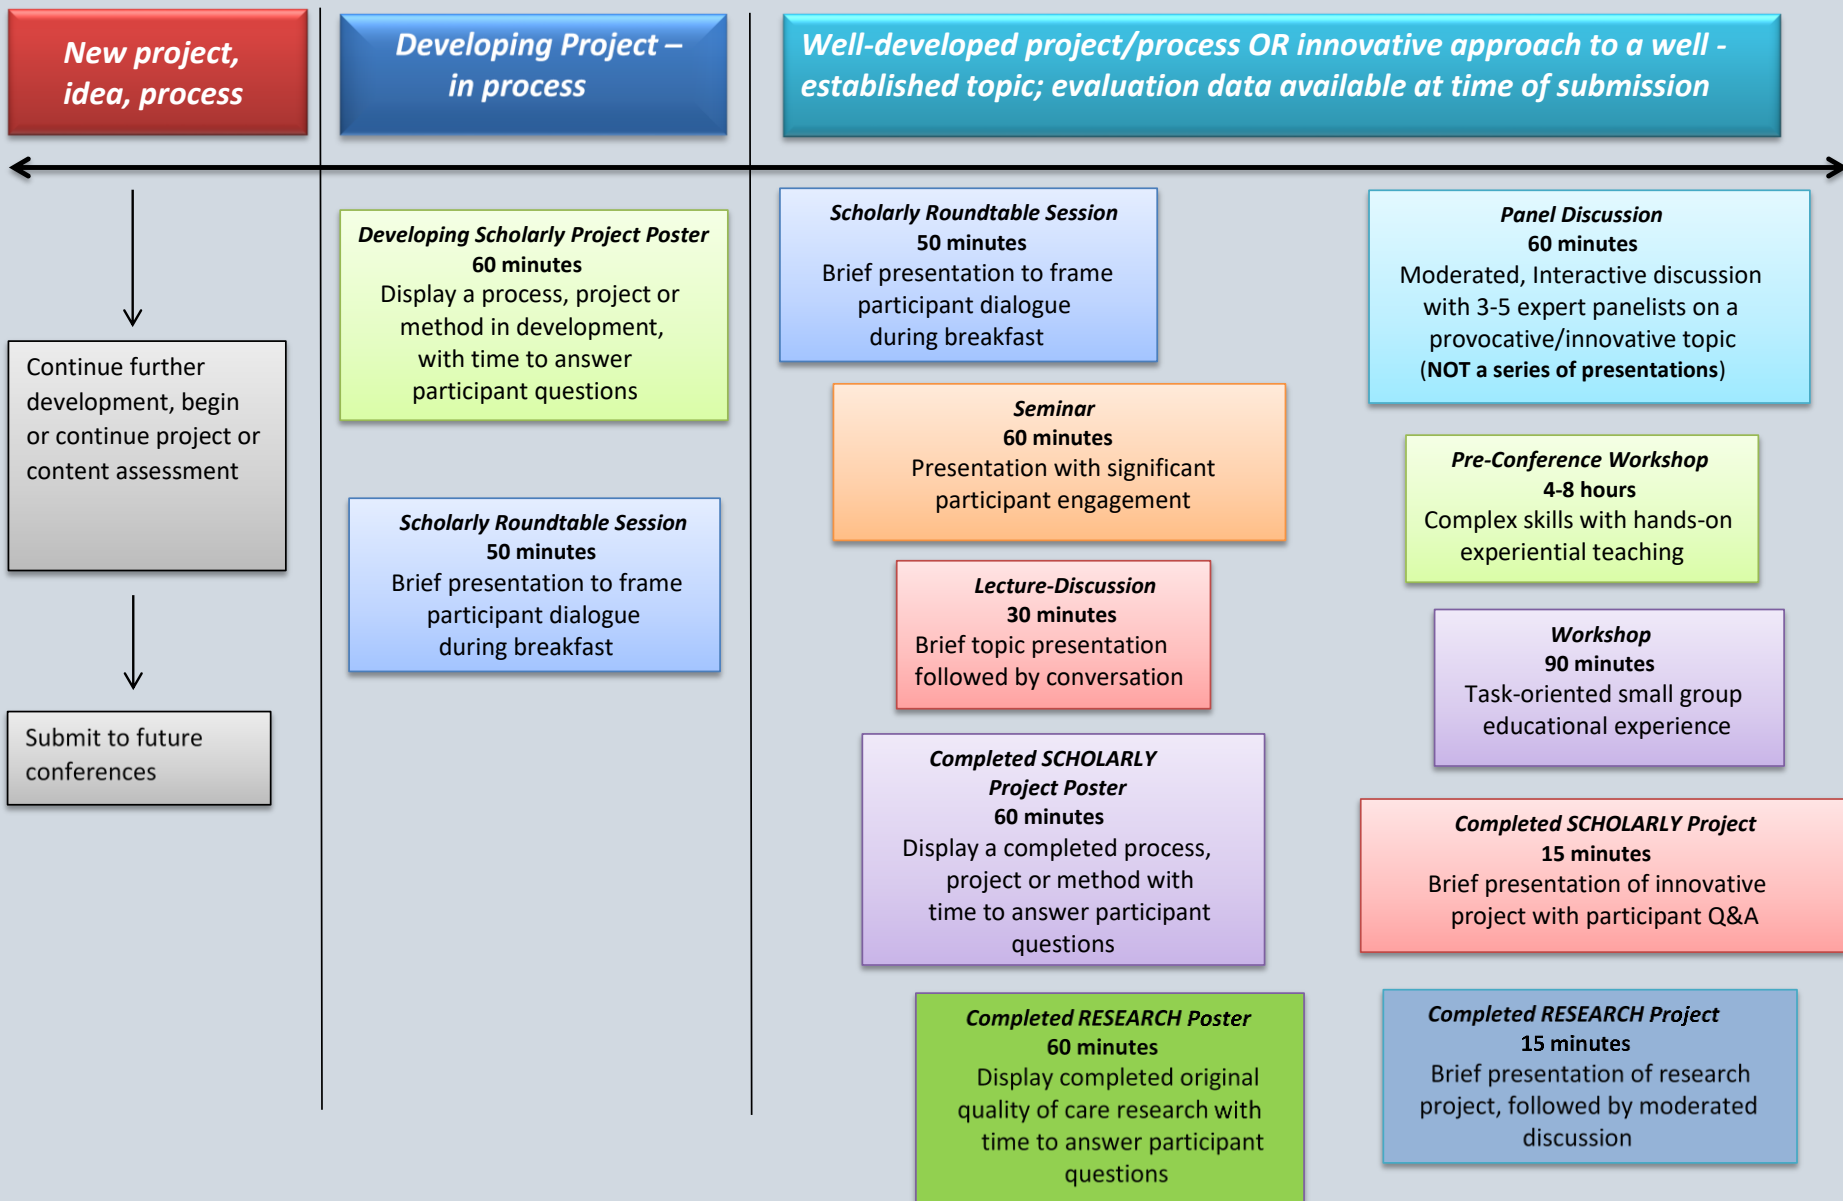 New project,
idea, process
Developing Project –
in process
Well-developed project/process OR innovative approach to a well -
established topic; evaluation data available at time of submission
Continue further
development, begin
or continue project or
content assessment
Submit to future
conferences
Developing Scholarly Project Poster
60 minutes
Display a process, project or
method in development,
with time to answer
participant questions
Scholarly Roundtable Session
50 minutes
Brief presentation to frame
participant dialogue
during breakfast
Scholarly Roundtable Session
50 minutes
Brief presentation to frame
participant dialogue
during breakfast
Seminar
60 minutes
Presentation with significant
participant engagement
Lecture-Discussion
30 minutes
Brief topic presentation
followed by conversation
Completed SCHOLARLY
Project Poster
60 minutes
Display a completed process,
project or method with
time to answer participant
questions
Completed RESEARCH Poster
60 minutes
Display completed original
quality of care research with
time to answer participant
questions
Panel Discussion
60 minutes
Moderated, Interactive discussion
with 3-5 expert panelists on a
provocative/innovative topic
(NOT a series of presentations)
Pre-Conference Workshop
4-8 hours
Complex skills with hands-on
experiential teaching
Workshop
90 minutes
Task-oriented small group
educational experience
Completed SCHOLARLY Project
15 minutes
Brief presentation of innovative
project with participant Q&A
Completed RESEARCH Project
15 minutes
Brief presentation of research
project, followed by moderated
discussion